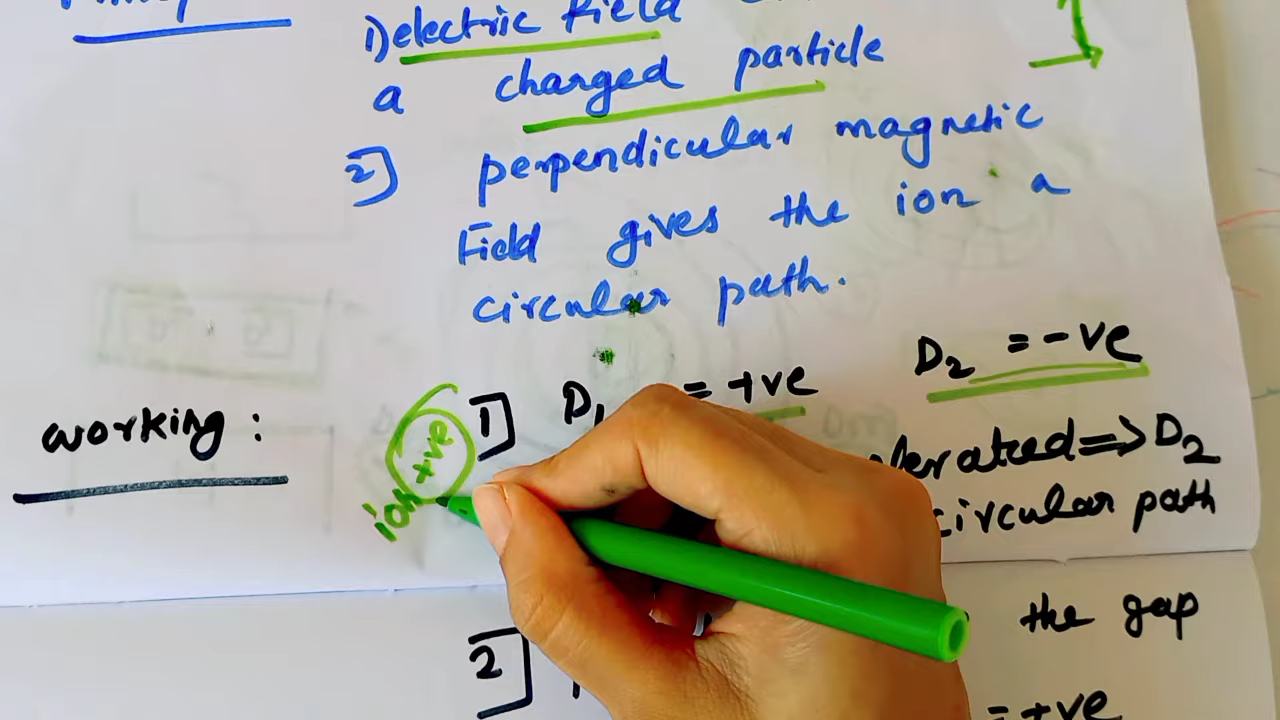 1) electric Field
a charged particle
2] perpendicular magnetic
Field gives the ion a
circular path.
working :
1] D1 = +ve D2 = -ve
ion +ve
⇒ D2
circular path
the gap
2]
= +ve